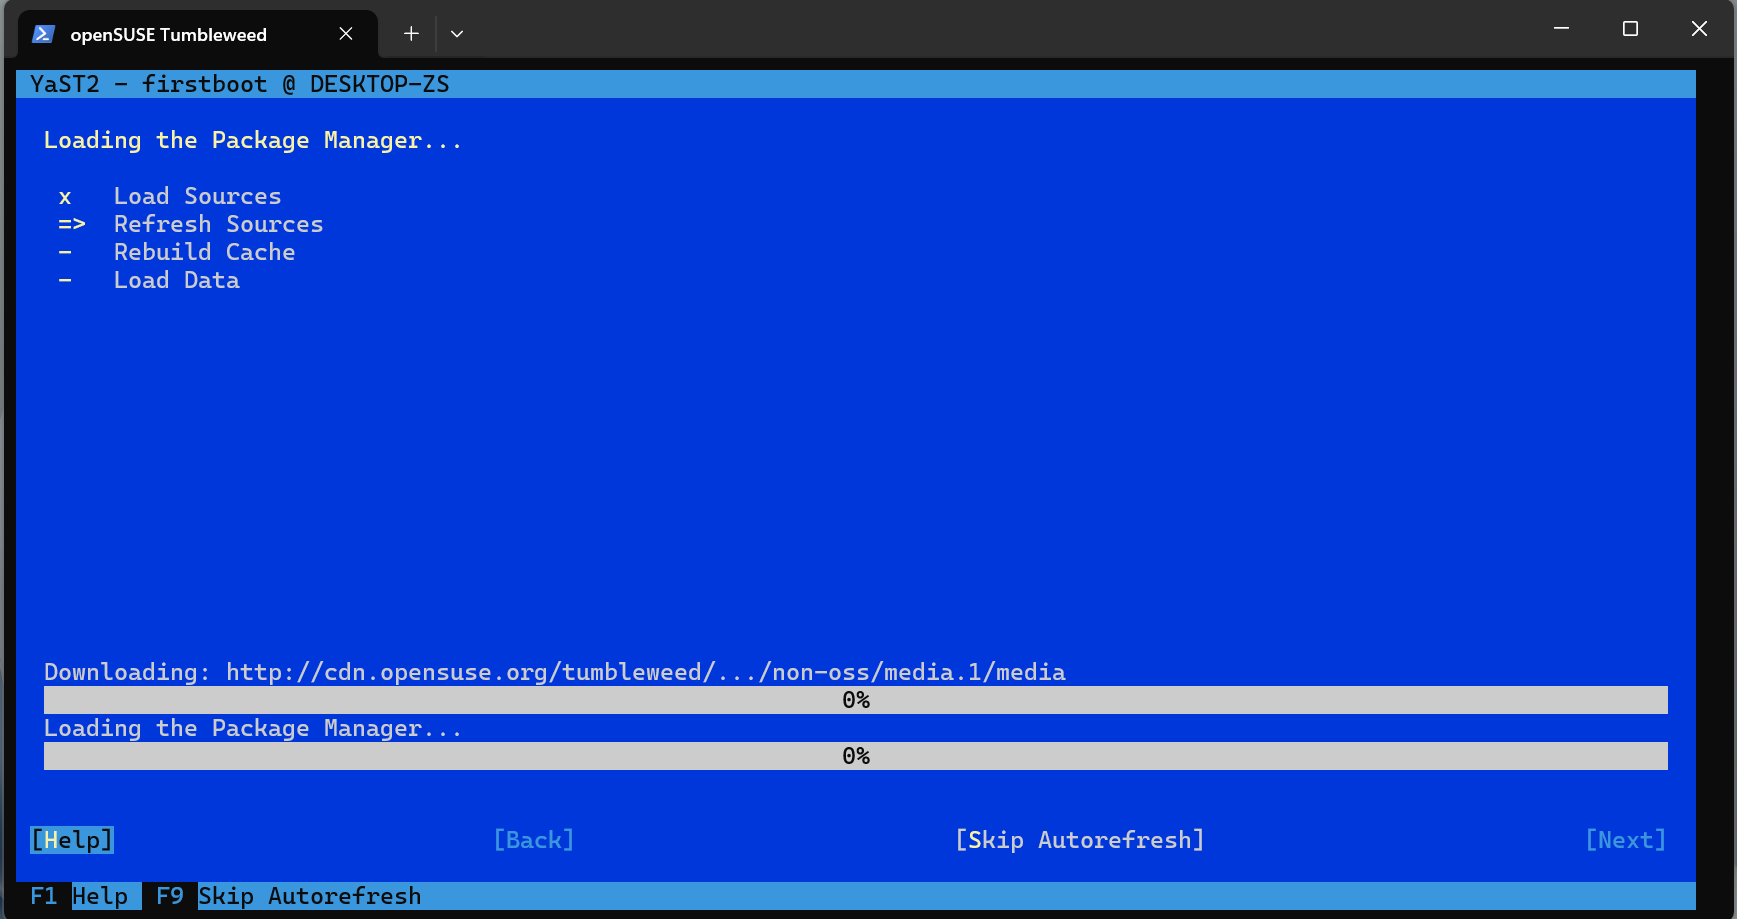 openSUSE Tumbleweed
YaST2 - firstboot @ DESKTOP-ZS
Loading the Package Manager...
x Load Sources
=> Refresh Sources
- Rebuild Cache
- Load Data
Downloading: http://cdn.opensuse.org/tumbleweed/.../non-oss/media.1/media
0%
Loading the Package Manager...
0%
[Help] [Back] [Skip Autorefresh] [Next]
F1 Help F9 Skip Autorefresh